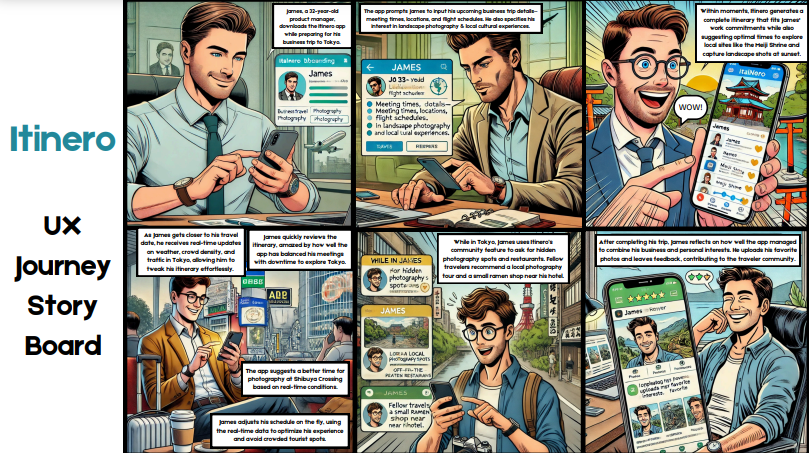 Itinero
UX
Journey
Story
Board
James, a 32-year-old
product manager,
downloads the Itinero app
while preparing for his
business trip to Tokyo.
Itainero
James
Photography
Photography
The app prompts James to input his upcoming business trip details—
meeting times, locations, and flight schedules. He also specifies his
interest in landscape photography & local cultural experiences.
JAMES
flight schedules
Meeting times, details—
Meeting times, locations,
flight schedules.
In landscape photography
and local cultural experiences.
Within moments, Itinero generates a
complete itinerary that fits James'
work commitments while also
suggesting optimal times to explore
local sites like the Meiji Shrine and
capture landscape shots at sunset.
WOW!
ItaiNero
James
As James gets closer to his travel
date, he receives real-time updates
on weather, crowd density, and
traffic in Tokyo, allowing him to
tweak his itinerary effortlessly.
James quickly reviews the
itinerary, amazed by how well the
app has balanced his meetings
with downtime to explore Tokyo.
The app suggests a better time for
photography at Shibuya Crossing
based on real-time conditions.
James adjusts his schedule on the fly, using
the real-time data to optimize his experience
and avoid crowded tourist spots.
While in Tokyo, James uses Itinero's
community feature to ask for hidden
photography spots and restaurants. Fellow
travelers recommend a local photography
tour and a small ramen shop near his hotel.
WHILE IN JAMES
for hidden
photography
JAMES
JAMES
Fellow travels
a small RAMEN
shop near
After completing his trip, James reflects on how well the app managed
to combine his business and personal interests. He uploads his favorite
photos and leaves feedback, contributing to the traveler community.
James